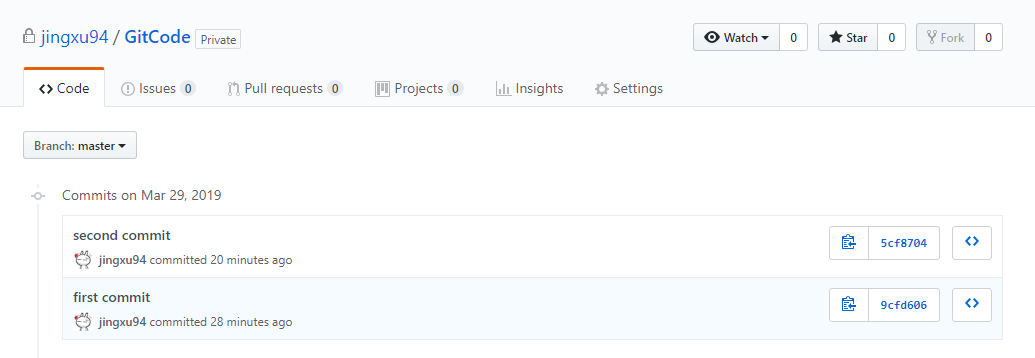 jingxu94 / GitCode Private Watch 0 Star 0 Fork 0
Code Issues 0 Pull requests 0 Projects 0 Insights Settings
Branch: master
Commits on Mar 29, 2019
second commit
jingxu94 committed 20 minutes ago
5cf8704
first commit
jingxu94 committed 28 minutes ago
9cfd606